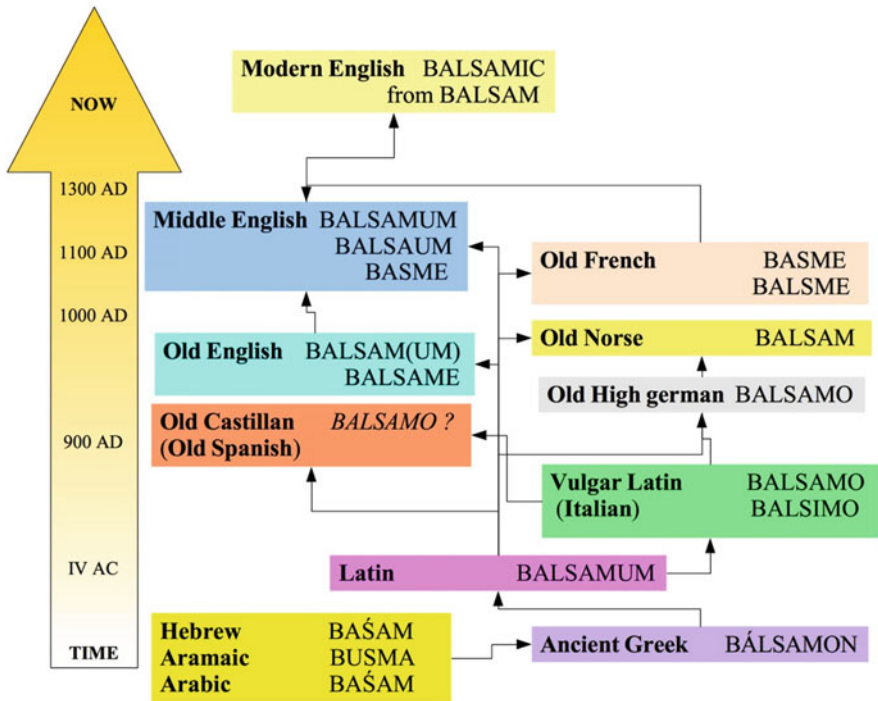 Modern English BALSAMIC
from BALSAM
NOW
1300 AD
Middle English BALSAMUM
BALSAUM
BASME
1100 AD
Old French BASME
BALSME
1000 AD
Old English BALSAM(UM)
BALSAME
Old Norse BALSAM
Old High german BALSAMO
Old Castillan BALSAMO ?
(Old Spanish)
900 AD
Vulgar Latin BALSAMO
(Italian) BALSIMO
IV AC
Latin BALSAMUM
Hebrew BAŚAM
Aramaic BUSMA
Arabic BAŚAM
Ancient Greek BÁLSAMON
TIME